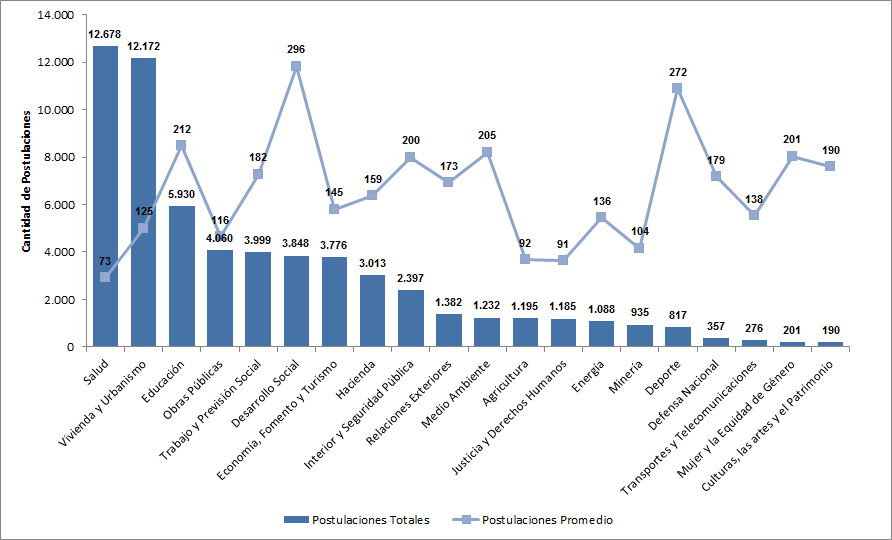 14.000
12.000
10.000
8.000
6.000
4.000
2.000
0
Cantidad de Postulaciones
12.678
12.172
5.930
4.060
3.999
3.848
3.776
3.013
2.397
1.382
1.232
1.195
1.185
1.088
935
817
357
276
201
190
73
125
212
116
182
296
145
159
200
173
205
92
91
136
104
272
179
138
201
190
Salud
Vivienda y Urbanismo
Educación
Obras Públicas
Trabajo y Previsión Social
Desarrollo Social
Economía, Fomento y Turismo
Hacienda
Interior y Seguridad Pública
Relaciones Exteriores
Medio Ambiente
Agricultura
Justicia y Derechos Humanos
Energía
Minería
Deporte
Defensa Nacional
Transportes y Telecomunicaciones
Mujer y la Equidad de Género
Culturas, las artes y el Patrimonio
Postulaciones Totales
Postulaciones Promedio